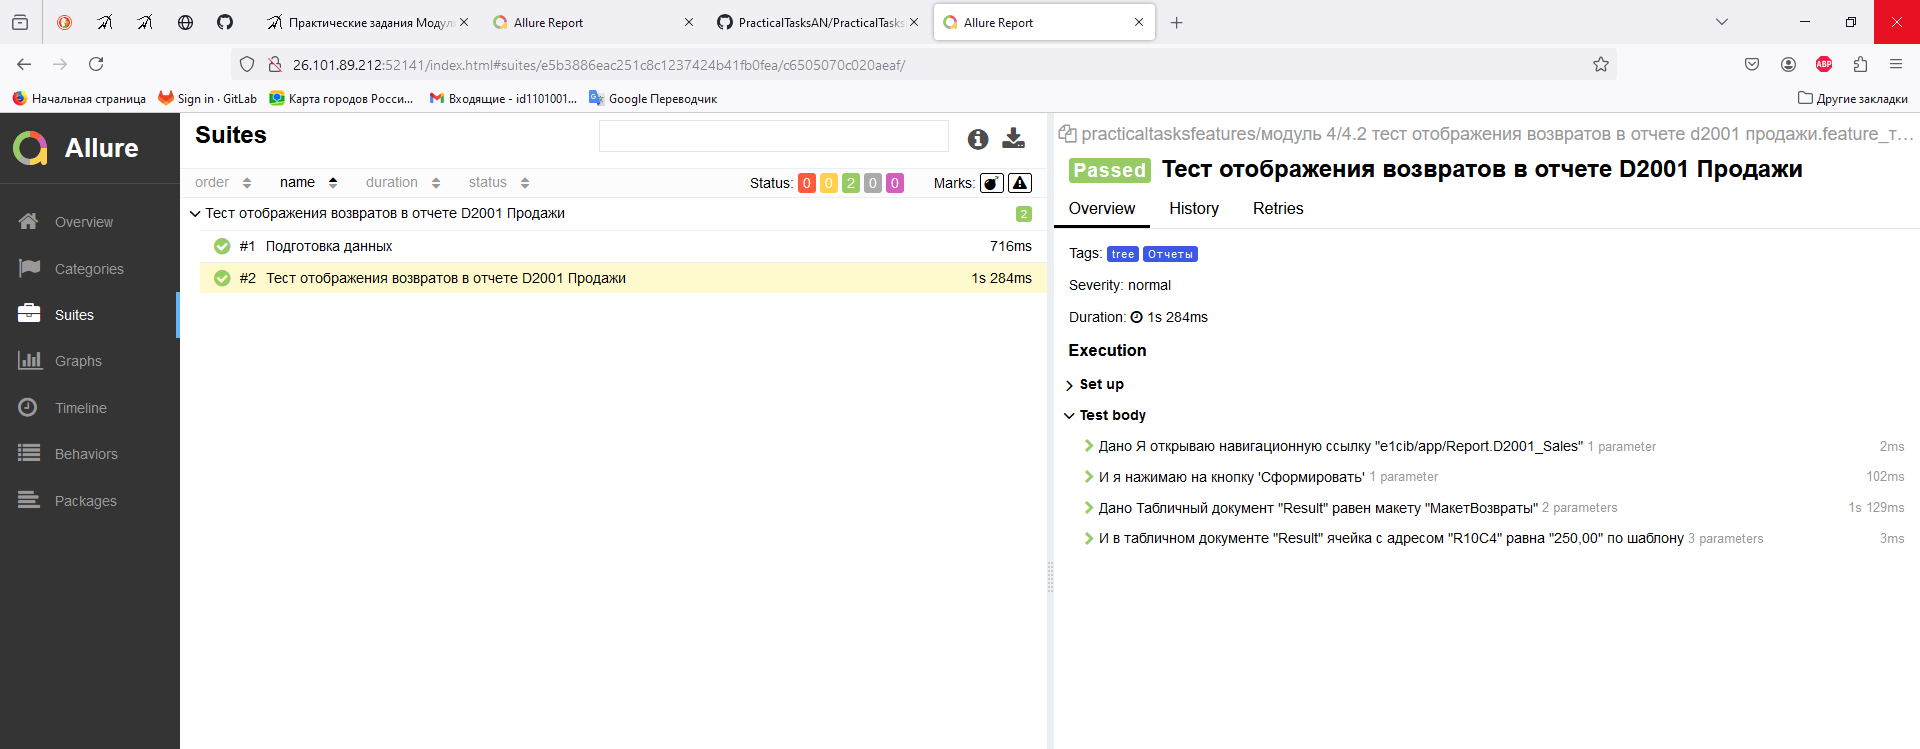 Практические задания Модул
Allure Report
PracticalTasksAN/PracticalTasks
Allure Report
26.101.89.212:52141/index.html#suites/e5b3886eac251c8c1237424b41fb0fea/c6505070c020aeaf/
ABP
Начальная страница
Sign in · GitLab
Карта городов Росси...
Входящие - id1101001...
Google Переводчик
Другие закладки
Allure
Overview
Categories
Suites
Graphs
Timeline
Behaviors
Packages
Suites
order name duration status
Status: 0 0 2 0 0 Marks:
Тест отображения возвратов в отчете D2001 Продажи 2
#1 Подготовка данных 716ms
#2 Тест отображения возвратов в отчете D2001 Продажи 1s 284ms
practicaltasksfeatures/модуль 4/4.2 тест отображения возвратов в отчете d2001 продажи.feature_т...
Passed Тест отображения возвратов в отчете D2001 Продажи
Overview History Retries
Tags: tree Отчеты
Severity: normal
Duration: 1s 284ms
Execution
Set up
Test body
Дано Я открываю навигационную ссылку "e1cib/app/Report.D2001_Sales" 1 parameter 2ms
И я нажимаю на кнопку 'Сформировать' 1 parameter 102ms
Дано Табличный документ "Result" равен макету "МакетВозвраты" 2 parameters 1s 129ms
И в табличном документе "Result" ячейка с адресом "R10C4" равна "250,00" по шаблону 3 parameters 3ms